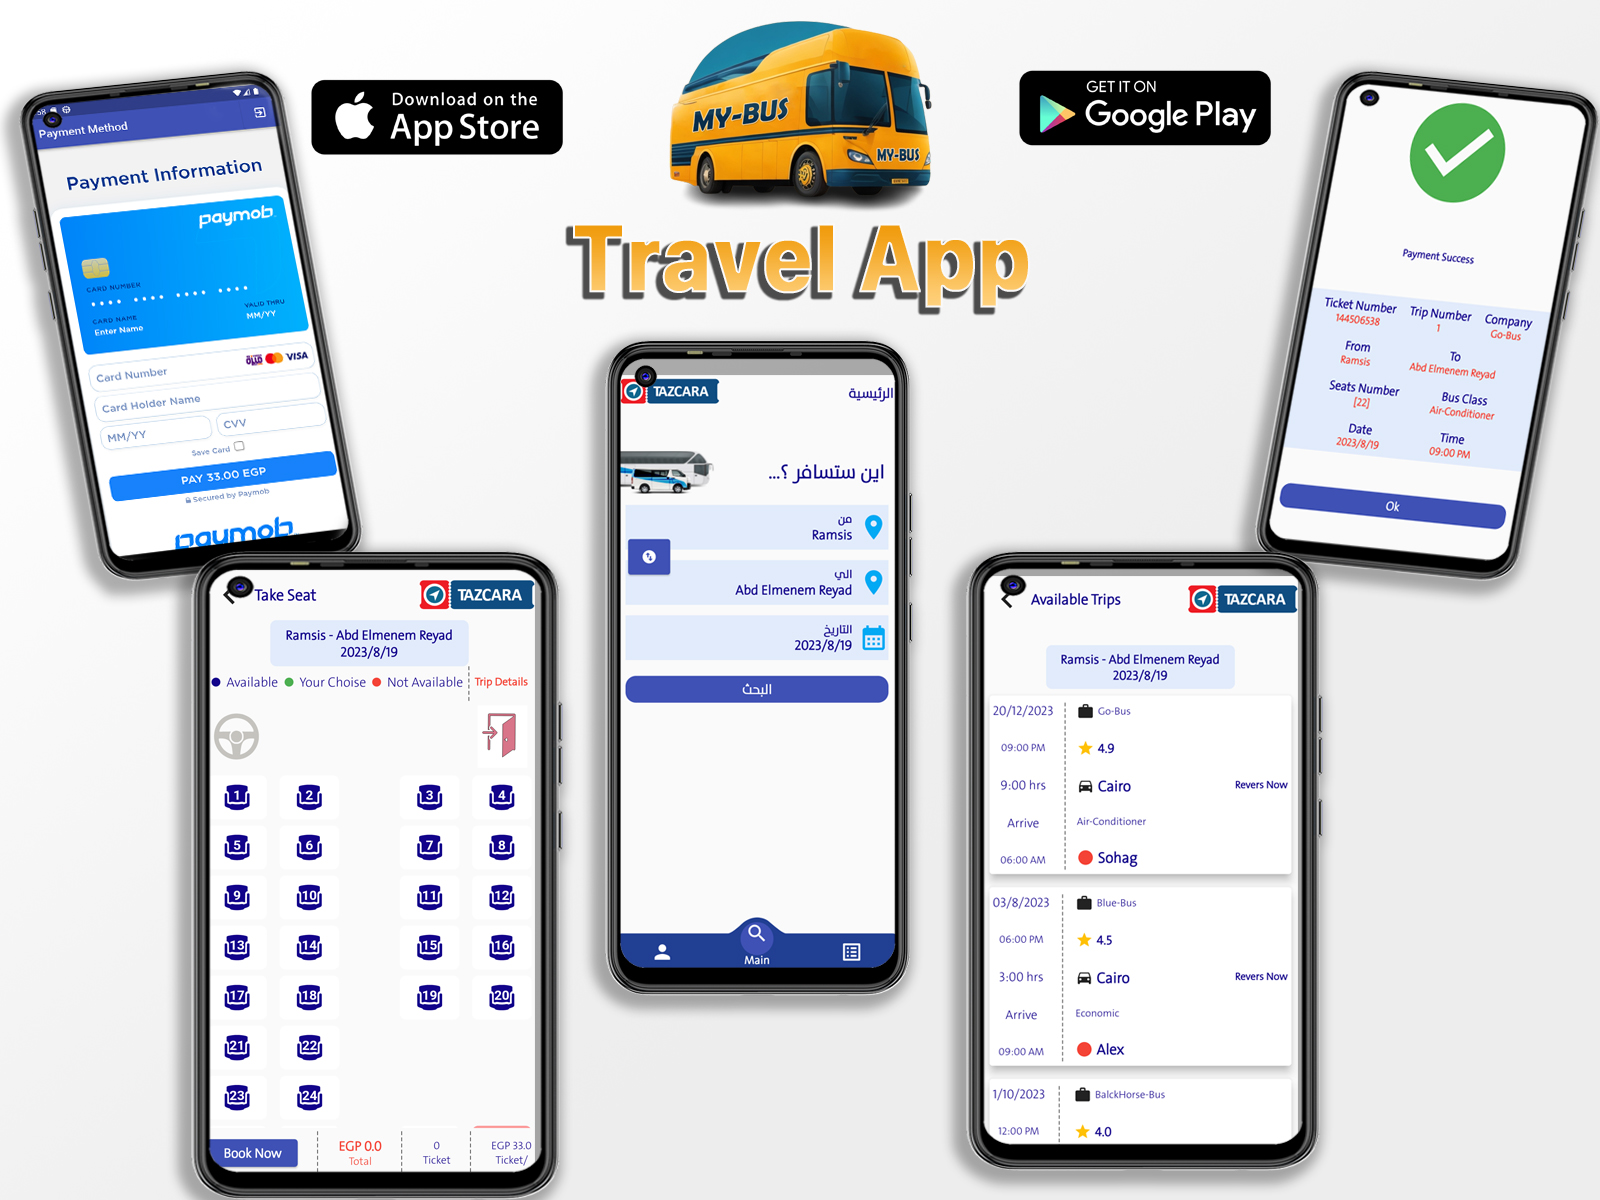 Download on the
App Store
MY-BUS
MY-BUS
GET IT ON
Google Play
Travel App
Payment Method
Payment Information
paymob
CARD NUMBER
CARD NAME
Enter Name
VALID THRU
MM/YY
Card Number
VISA
Card Holder Name
MM/YY
CVV
Save Card
PAY 33.00 EGP
Secured by Paymob
paymob
Payment Success
Ticket Number
144506538
Trip Number
1
Company
Go-Bus
From
Ramsis
To
Abd Elmenem Reyad
Seats Number
[22]
Bus Class
Air-Conditioner
Date
2023/8/19
Time
09:00 PM
Ok
TAZCARA
الرئيسية
اين ستسافر ؟...
من
Ramsis
الي
Abd Elmenem Reyad
التاريخ
2023/8/19
البحث
Main
Take Seat
TAZCARA
Ramsis - Abd Elmenem Reyad
2023/8/19
Available
Your Choise
Not Available
Trip Details
1 2 3 4
5 6 7 8
9 10 11 12
13 14 15 16
17 18 19 20
21 22
23 24
Book Now
EGP 0.0
Total
0
Ticket
EGP 33.0
Ticket/
Available Trips
TAZCARA
Ramsis - Abd Elmenem Reyad
2023/8/19
20/12/2023
Go-Bus
09:00 PM
4.9
9:00 hrs
Cairo
Revers Now
Arrive
Air-Conditioner
06:00 AM
Sohag
03/8/2023
Blue-Bus
06:00 PM
4.5
3:00 hrs
Cairo
Revers Now
Arrive
Economic
09:00 AM
Alex
1/10/2023
BalckHorse-Bus
12:00 PM
4.0